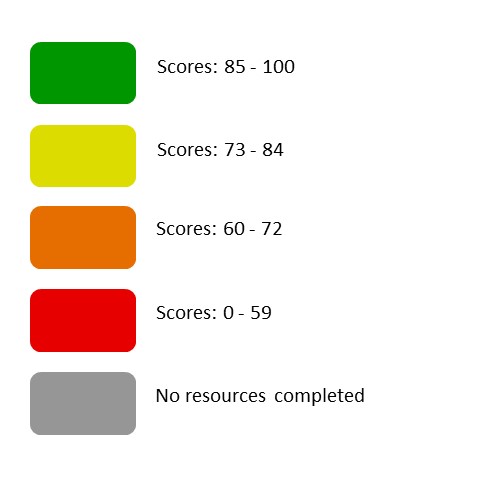 Scores: 85 - 100
Scores: 73 - 84
Scores: 60 - 72
Scores: 0 - 59
No resources completed